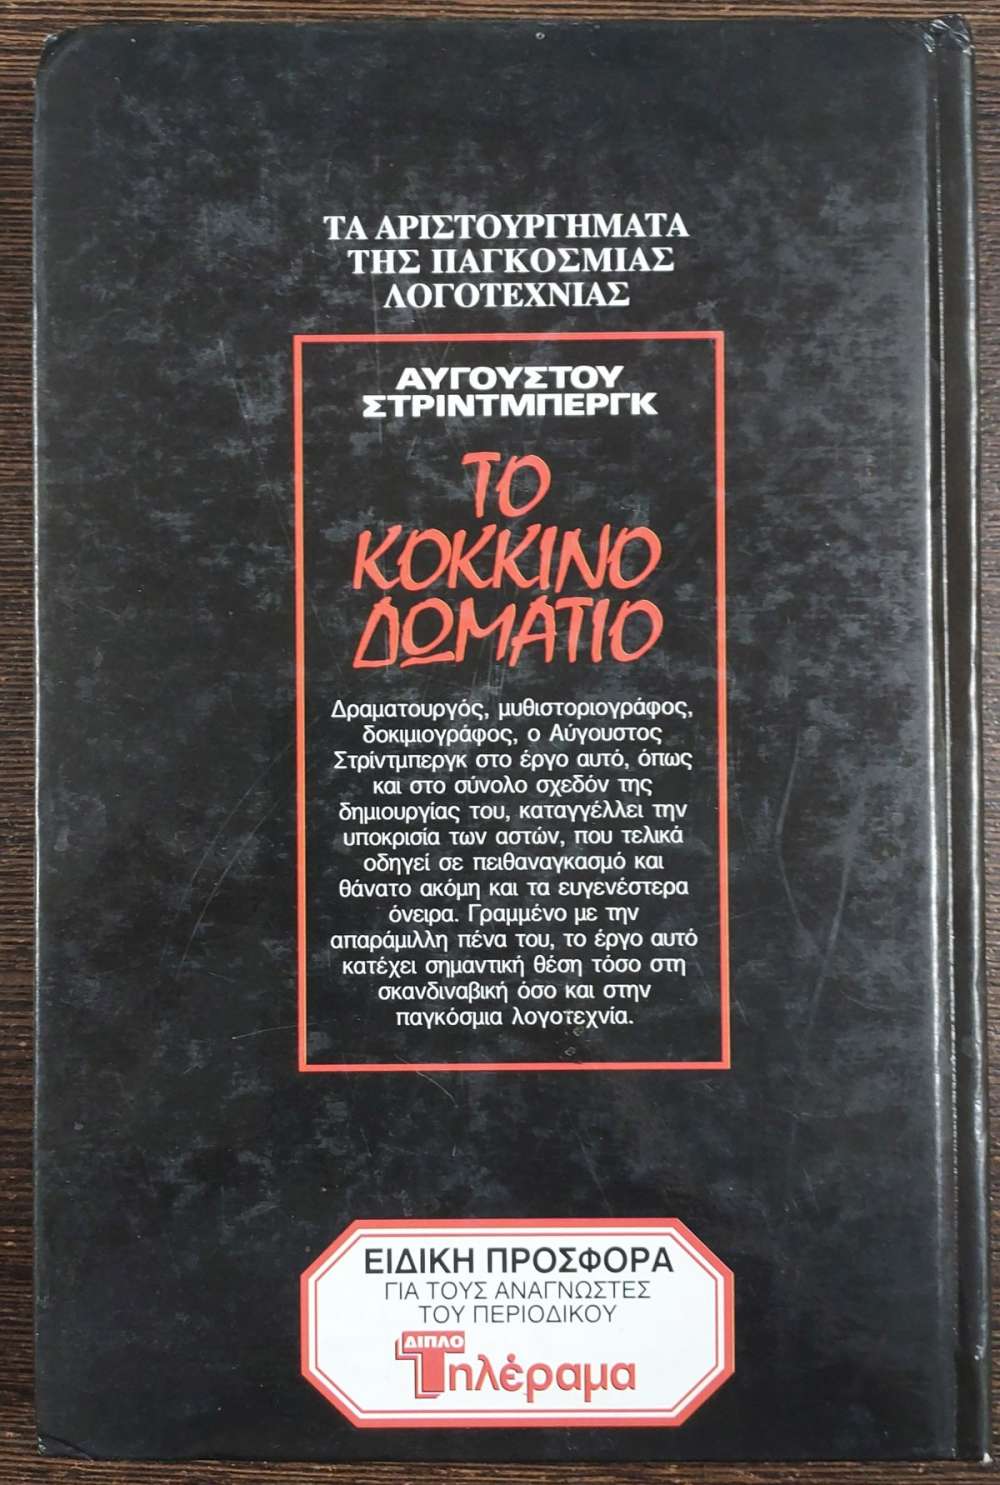 ΤΑ ΑΡΙΣΤΟΥΡΓΗΜΑΤΑ
ΤΗΣ ΠΑΓΚΟΣΜΙΑΣ
ΛΟΓΟΤΕΧΝΙΑΣ
ΑΥΓΟΥΣΤΟΥ
ΣΤΡΙΝΤΜΠΕΡΓΚ
ΤΟ
ΚΟΚΚΙΝΟ
ΔΩΜΑΤΙΟ
Δραματουργός, μυθιστοριογράφος,
δοκιμιογράφος, ο Αύγουστος
Στρίντμπεργκ στο έργο αυτό, όπως
και στο σύνολο σχεδόν της
δημιουργίας του, καταγγέλλει την
υποκρισία των αστών, που τελικά
οδηγεί σε πειθαναγκασμό και
θάνατο ακόμη και τα ευγενέστερα
όνειρα. Γραμμένο με την
απαράμιλλη πένα του, το έργο αυτό
κατέχει σημαντική θέση τόσο στη
σκανδιναβική όσο και στην
παγκόσμια λογοτεχνία.
ΕΙΔΙΚΗ ΠΡΟΣΦΟΡΑ
ΓΙΑ ΤΟΥΣ ΑΝΑΓΝΩΣΤΕΣ
ΤΟΥ ΠΕΡΙΟΔΙΚΟΥ
ΔΙΠΛΟ
Τηλέραμα